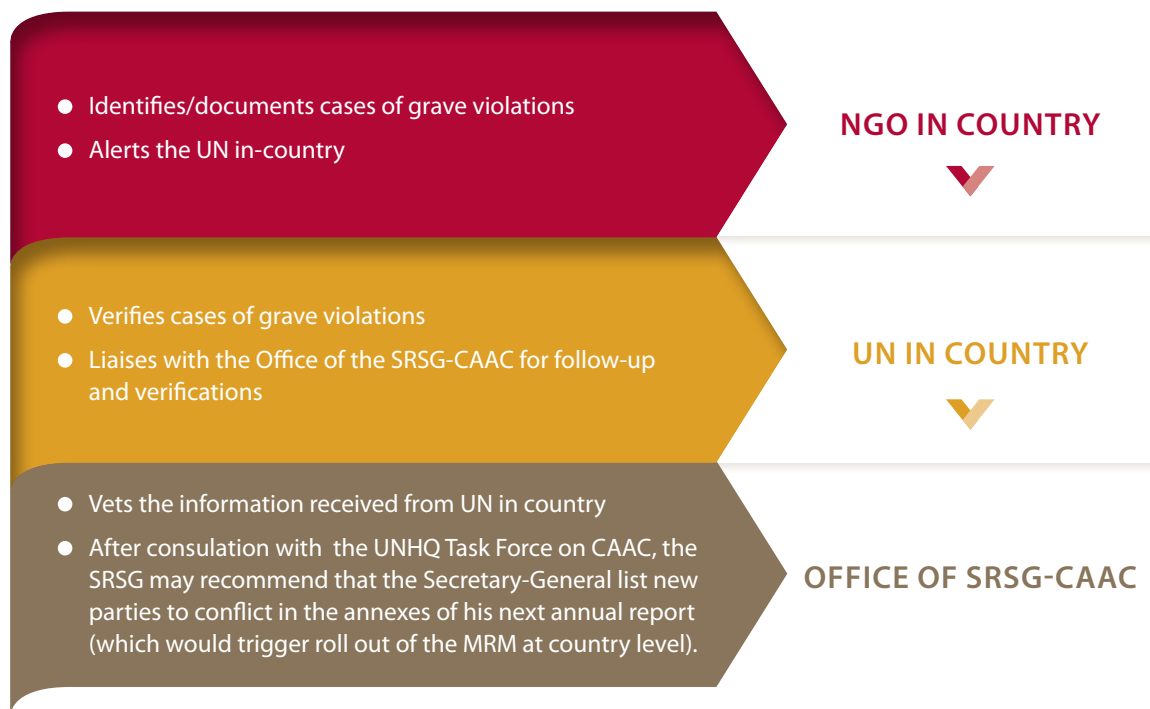 ● Identifies/documents cases of grave violations
● Alerts the UN in-country
NGO IN COUNTRY
● Verifies cases of grave violations
● Liaises with the Office of the SRSG-CAAC for follow-up
and verifications
UN IN COUNTRY
● Vets the information received from UN in country
● After consulation with the UNHQ Task Force on CAAC, the
SRSG may recommend that the Secretary-General list new
parties to conflict in the annexes of his next annual report
(which would trigger roll out of the MRM at country level).
OFFICE OF SRSG-CAAC